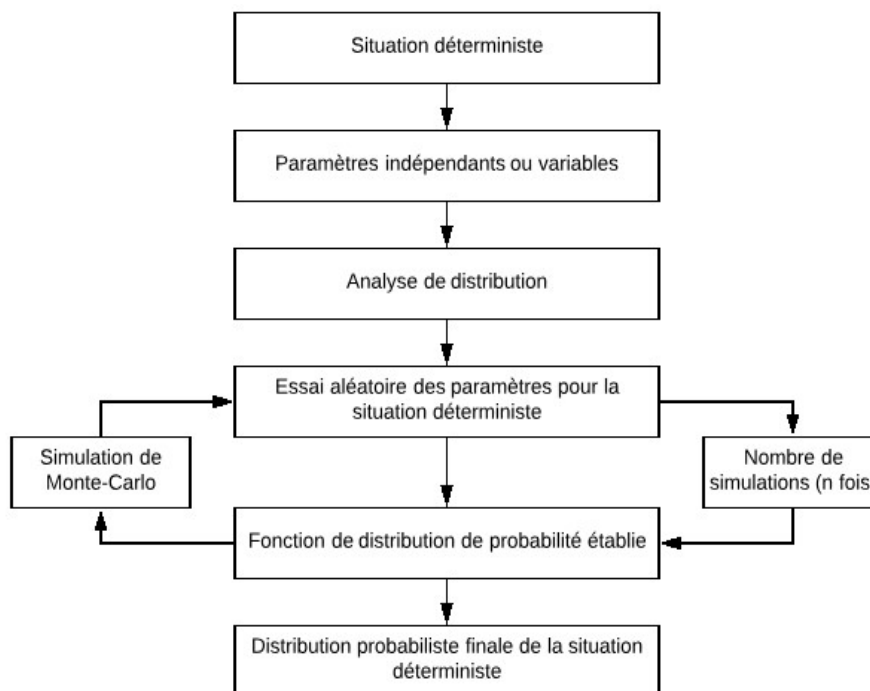 Situation déterministe
Paramètres indépendants ou variables
Analyse de distribution
Essai aléatoire des paramètres pour la
situation déterministe
Simulation de
Monte-Carlo
Nombre de
simulations (n fois
Fonction de distribution de probabilité établie
Distribution probabiliste finale de la situation
déterministe